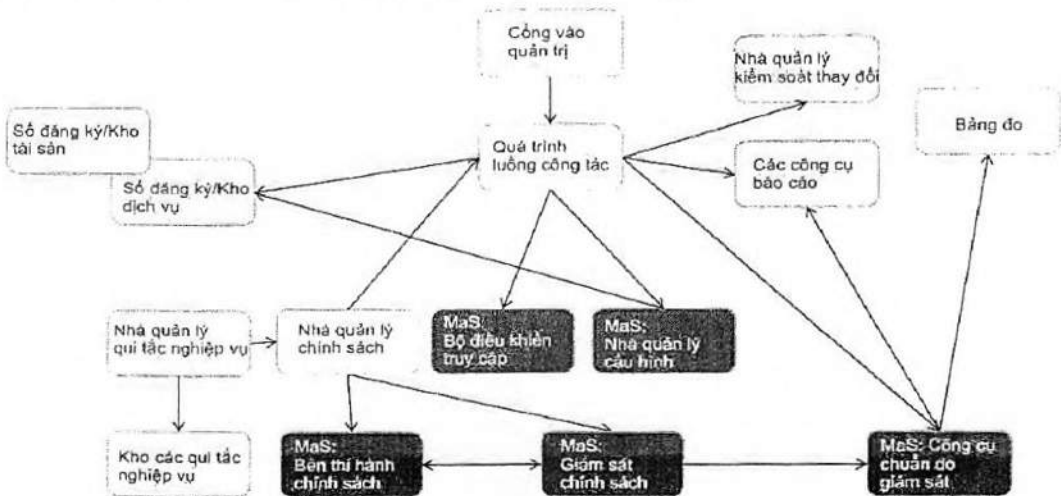 Cổng vào
quản trị
Nhà quản lý
kiểm soát thay đổi
Bảng đo
Sổ đăng ký/Kho
tài sản
Quá trình
luồng công tác
Các công cụ
báo cáo
Sổ đăng ký/Kho
dịch vụ
Nhà quản lý
qui tắc nghiệp vụ
Nhà quản lý
chính sách
MaS:
Bộ điều khiển
truy cập
MaS:
Nhà quản lý
cấu hình
Kho các qui tắc
nghiệp vụ
MaS:
Bên thi hành
chính sách
MaS:
Giám sát
chính sách
MaS: Công cụ
chuẩn đo
giám sát